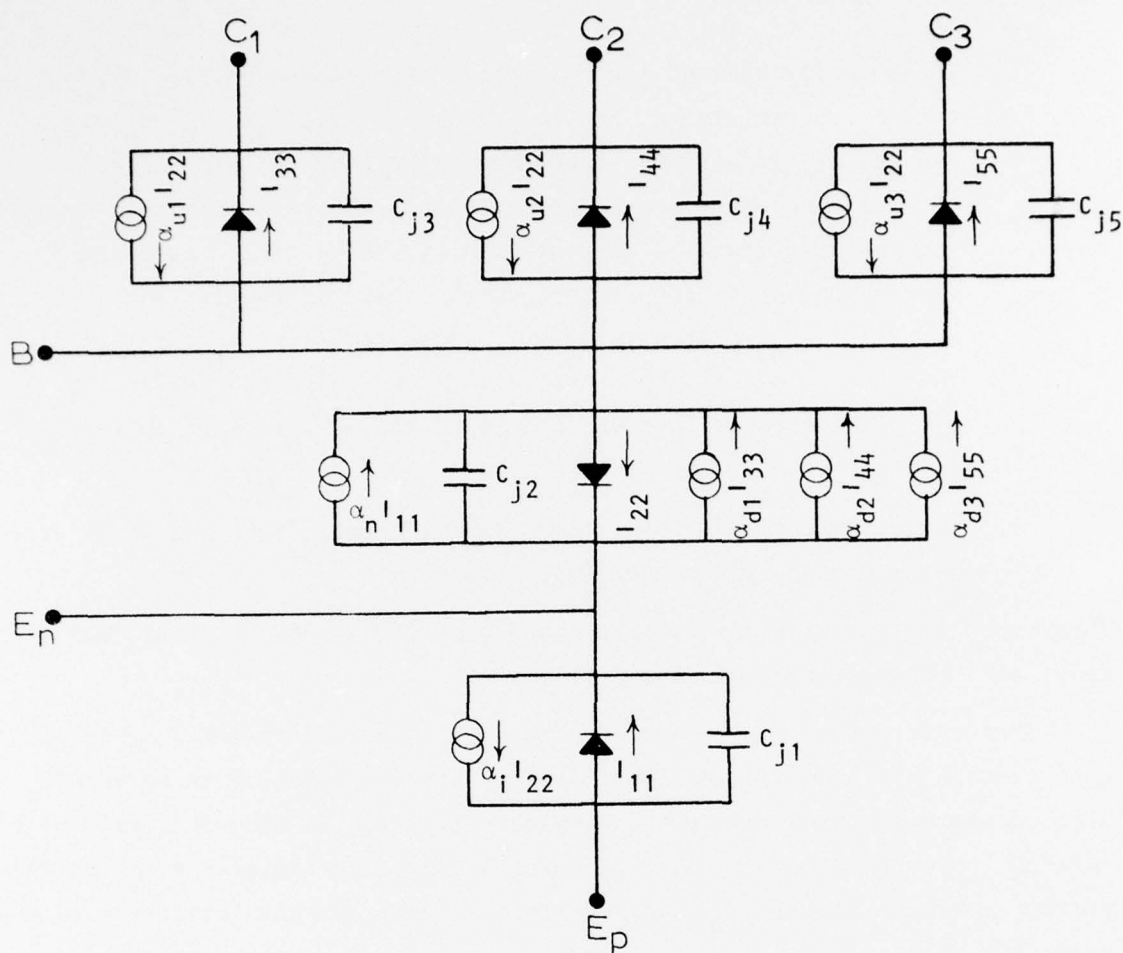 C1 C2 C3
αu1I22 I33 Cj3 αu2I22 I44 Cj4 αu3I22 I55 Cj5
B
αnI11 Cj2 I22 αd1I33 αd2I44 αd3I55
En
αiI22 I11 Cj1
Ep